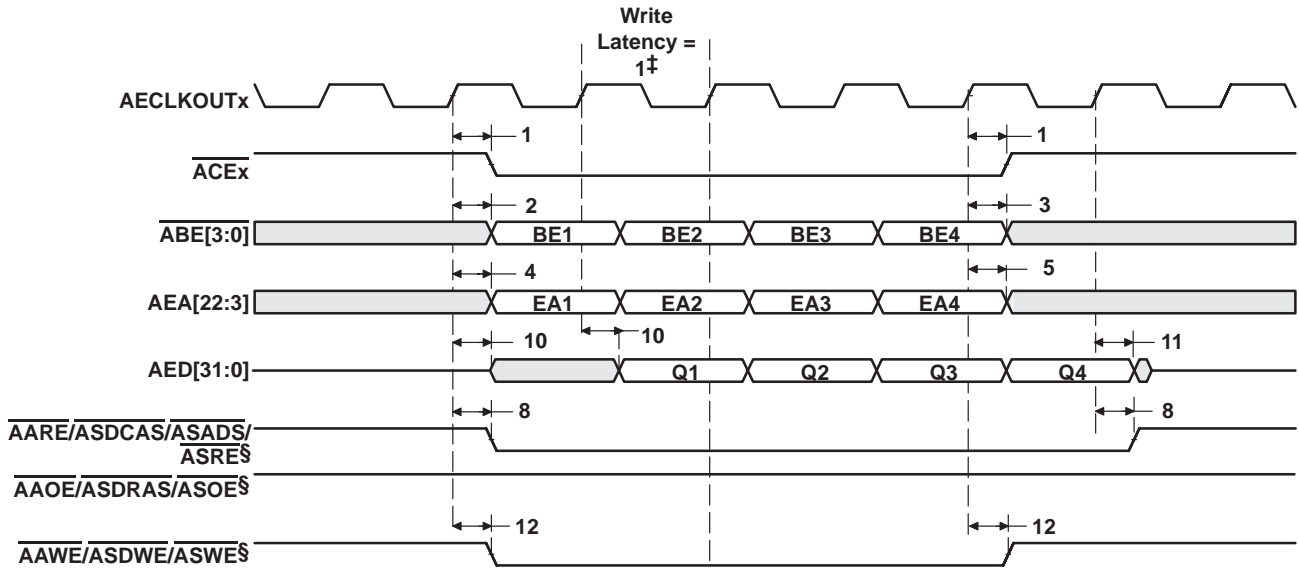 Write
Latency =
1‡
AECLKOUTx
1 1
ACEx
2 3
ABE[3:0] BE1 BE2 BE3 BE4
4 5
AEA[22:3] EA1 EA2 EA3 EA4
10 10 11
AED[31:0] Q1 Q2 Q3 Q4
8 8
AARE/ASDCAS/ASADS/
ASRE§
AAOE/ASDRAS/ASOE§
12 12
AAWE/ASDWE/ASWE§